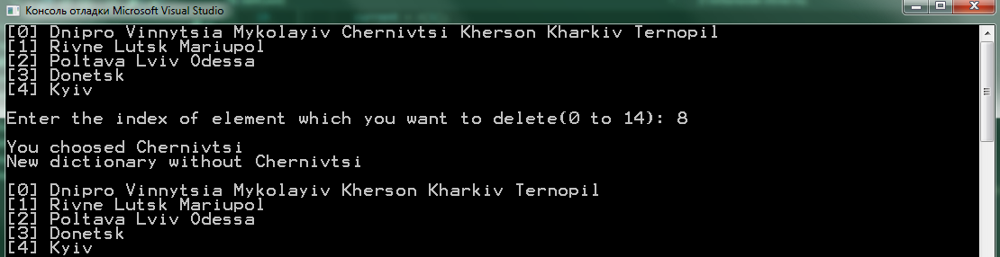 Консоль отладки Microsoft Visual Studio
[0] Dnipro Vinnytsia Mykolayiv Chernivtsi Kherson Kharkiv Ternopil
[1] Rivne Lutsk Mariupol
[2] Poltava Lviv Odessa
[3] Donetsk
[4] Kyiv
Enter the index of element which you want to delete(0 to 14): 8
You choosed Chernivtsi
New dictionary without Chernivtsi
[0] Dnipro Vinnytsia Mykolayiv Kherson Kharkiv Ternopil
[1] Rivne Lutsk Mariupol
[2] Poltava Lviv Odessa
[3] Donetsk
[4] Kyiv